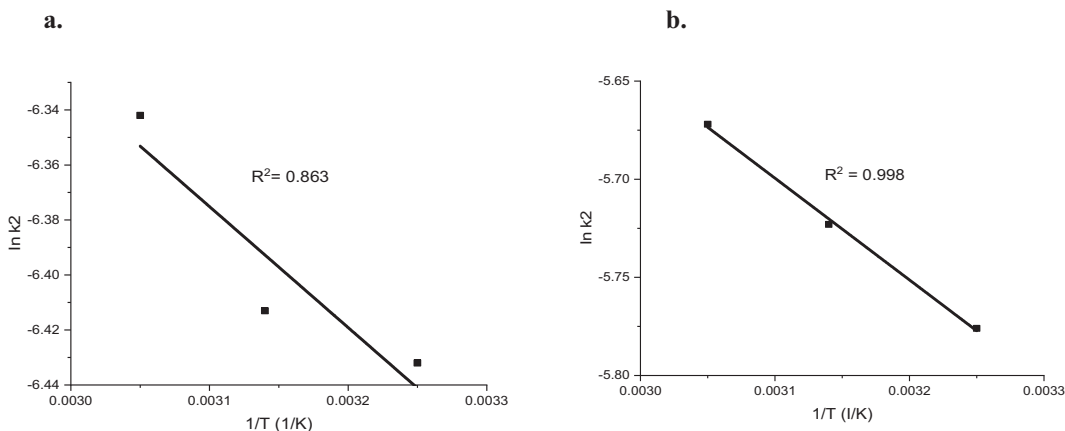 a.
-6.34
-6.36
-6.38
-6.40
-6.42
-6.44
ln k2
R²= 0.863
0.0030
0.0031
0.0032
0.0033
1/T (1/K)
b.
-5.65
-5.70
-5.75
-5.80
ln k2
R² = 0.998
0.0030
0.0031
0.0032
0.0033
1/T (I/K)